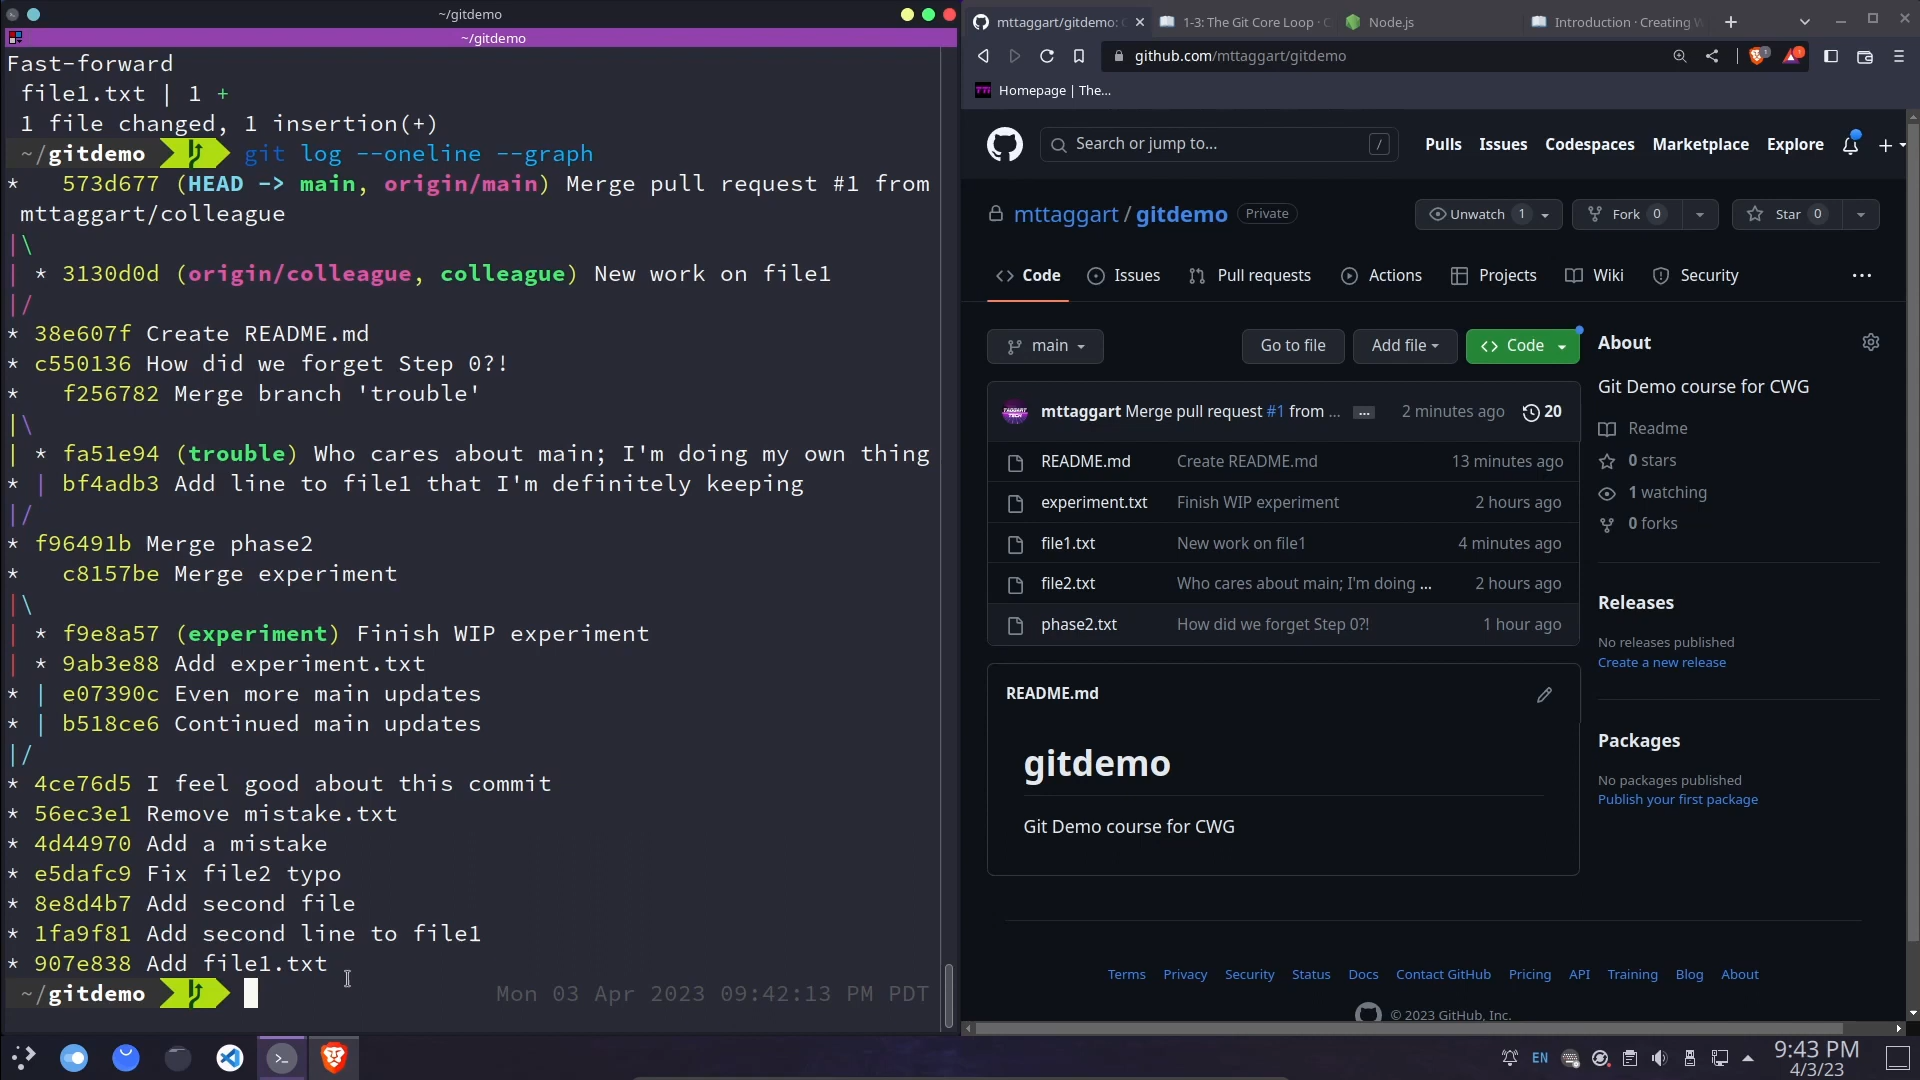 ~/gitdemo
~/gitdemo
Fast-forward
file1.txt | 1 +
1 file changed, 1 insertion(+)
~/gitdemo git log --oneline --graph
* 573d677 (HEAD -> main, origin/main) Merge pull request #1 from
mttaggart/colleague
|\
| * 3130d0d (origin/colleague, colleague) New work on file1
|/
* 38e607f Create README.md
* c550136 How did we forget Step 0?!
* f256782 Merge branch 'trouble'
|\
| * fa51e94 (trouble) Who cares about main; I'm doing my own thing
* | bf4adb3 Add line to file1 that I'm definitely keeping
|/
* f96491b Merge phase2
* c8157be Merge experiment
|\
| * f9e8a57 (experiment) Finish WIP experiment
| * 9ab3e88 Add experiment.txt
* | e07390c Even more main updates
* | b518ce6 Continued main updates
|/
* 4ce76d5 I feel good about this commit
* 56ec3e1 Remove mistake.txt
* 4d44970 Add a mistake
* e5dafc9 Fix file2 typo
* 8e8d4b7 Add second file
* 1fa9f81 Add second line to file1
* 907e838 Add file1.txt
~/gitdemo Mon 03 Apr 2023 09:42:13 PM PDT
mttaggart/gitdemo: 1-3: The Git Core Loop · Node.js Introduction · Creating
github.com/mttaggart/gitdemo
Homepage | The...
Search or jump to... / Pulls Issues Codespaces Marketplace Explore
mttaggart / gitdemo Private Unwatch 1 Fork 0 Star 0
Code Issues Pull requests Actions Projects Wiki Security
main Go to file Add file Code
mttaggart Merge pull request #1 from ... 2 minutes ago 20
README.md Create README.md 13 minutes ago
experiment.txt Finish WIP experiment 2 hours ago
file1.txt New work on file1 4 minutes ago
file2.txt Who cares about main; I'm doing ... 2 hours ago
phase2.txt How did we forget Step 0?! 1 hour ago
README.md
gitdemo
Git Demo course for CWG
About
Git Demo course for CWG
Readme
0 stars
1 watching
0 forks
Releases
No releases published
Create a new release
Packages
No packages published
Publish your first package
Terms Privacy Security Status Docs Contact GitHub Pricing API Training Blog About
© 2023 GitHub, Inc.
EN 9:43 PM
4/3/23